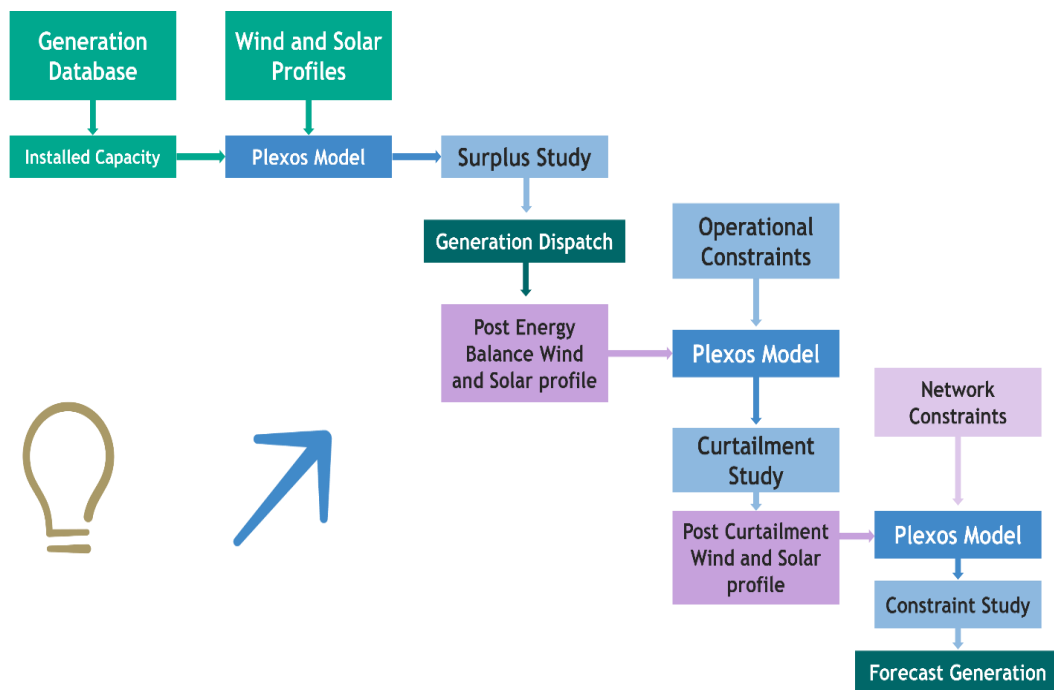 Generation
Database
Wind and Solar
Profiles
Installed Capacity
Plexos Model
Surplus Study
Generation Dispatch
Operational
Constraints
Post Energy
Balance Wind
and Solar profile
Plexos Model
Network
Constraints
Curtailment
Study
Post Curtailment
Wind and Solar
profile
Plexos Model
Constraint Study
Forecast Generation